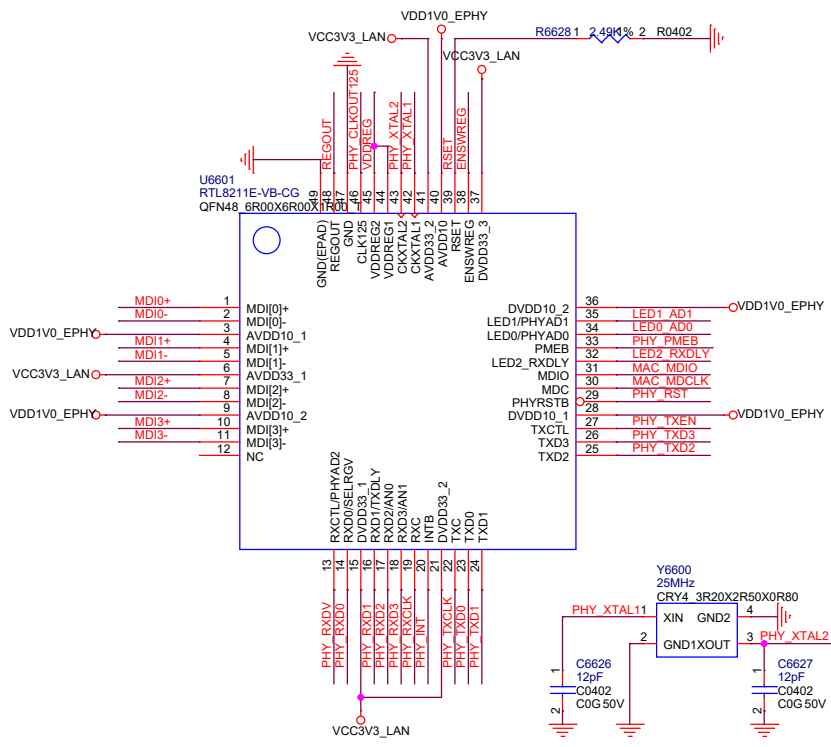 VDD1V0_EPHY
VCC3V3_LAN
R6628 1 2.49K1% 2 R0402
VCC3V3_LAN
REGOUT
PHY_CLKOUT125
VDDREG
PHY_XTAL2
PHY_XTAL1
RSET
ENSWREG
U6601
RTL8211E-VB-CG
QFN48_6R00X6R00X1R00_1
49 48 47 46 45 44 43 42 41 40 39 38 37
GND(EPAD)
REGOUT
GND
CLK125
VDDREG2
VDDREG1
CKXTAL2
CKXTAL1
AVDD33_2
AVDD10
RSET
ENSWREG
DVDD33_3
MDI0+ 1 MDI[0]+
MDI0- 2 MDI[0]-
VDD1V0_EPHY 3 AVDD10_1
MDI1+ 4 MDI[1]+
MDI1- 5 MDI[1]-
VCC3V3_LAN 6 AVDD33_1
MDI2+ 7 MDI[2]+
MDI2- 8 MDI[2]-
VDD1V0_EPHY 9 AVDD10_2
MDI3+ 10 MDI[3]+
MDI3- 11 MDI[3]-
12 NC
DVDD10_2 36 VDD1V0_EPHY
LED1/PHYAD1 35 LED1_AD1
LED0/PHYAD0 34 LED0_AD0
PMEB 33 PHY_PMEB
LED2_RXDLY 32 LED2_RXDLY
MDIO 31 MAC_MDIO
MDC 30 MAC_MDCLK
PHYRSTB 29 PHY_RST
DVDD10_1 28 VDD1V0_EPHY
TXCTL 27 PHY_TXEN
TXD3 26 PHY_TXD3
TXD2 25 PHY_TXD2
RXCTL/PHYAD2
RXD0/SELRGV
DVDD33_1
RXD1/TXDLY
RXD2/AN0
RXD3/AN1
RXC
INTB
DVDD33_2
TXC
TXD0
TXD1
13 14 15 16 17 18 19 20 21 22 23 24
PHY_RXDV
PHY_RXD0
PHY_RXD1
PHY_RXD2
PHY_RXD3
PHY_RXCLK
PHY_INT
PHY_TXCLK
PHY_TXD0
PHY_TXD1
VCC3V3_LAN
Y6600
25MHz
CRY4_3R20X2R50X0R80
PHY_XTAL1 1 XIN GND2 4
2 GND1 XOUT 3 PHY_XTAL2
1 C6626
12pF
C0402
2 C0G 50V
1 C6627
12pF
C0402
2 C0G 50V